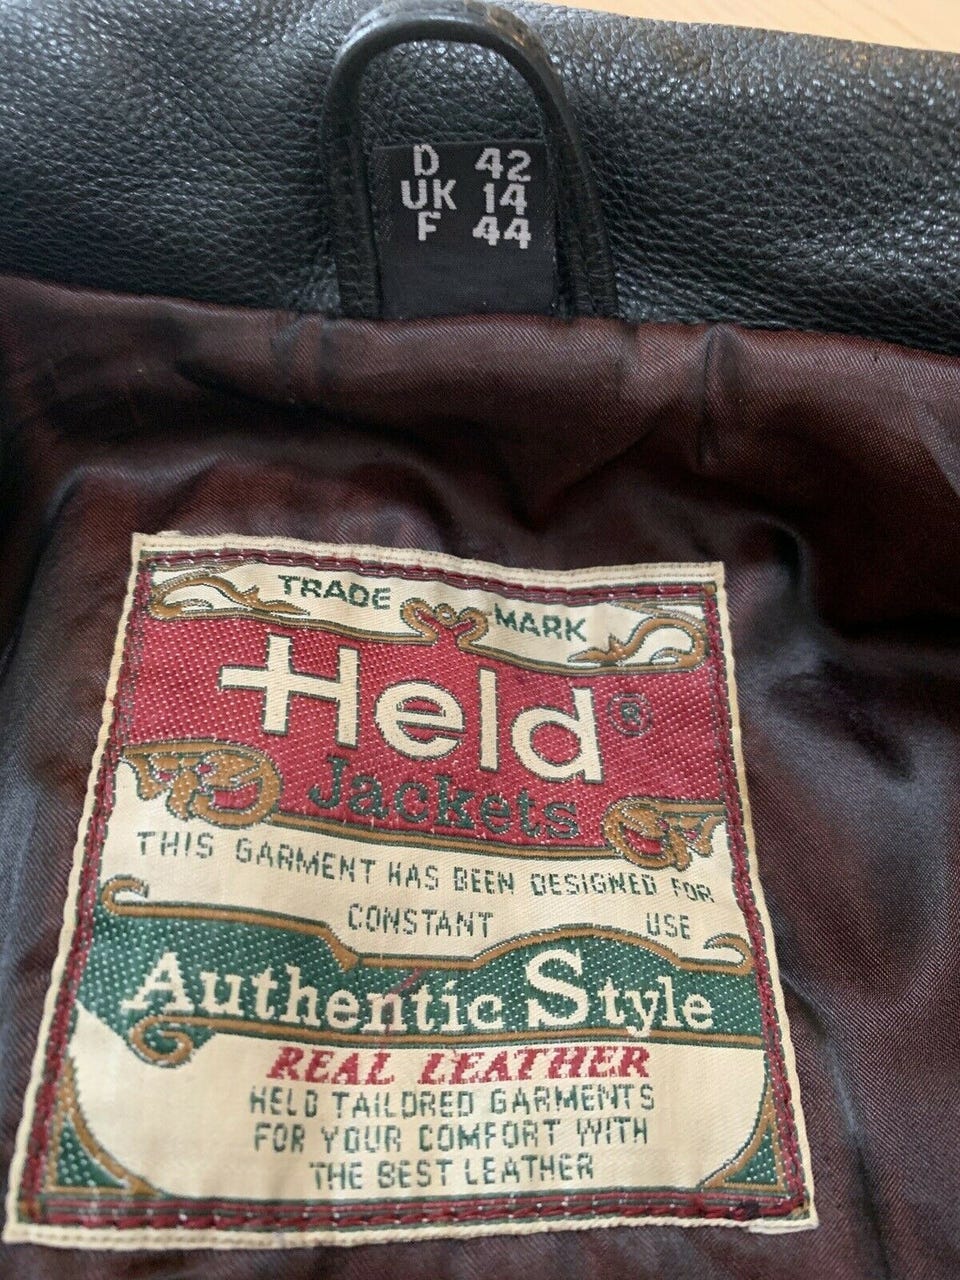 D 42
UK 14
F 44
TRADE MARK
Held ®
Jackets
THIS GARMENT HAS BEEN DESIGNED FOR
CONSTANT USE
Authentic Style
REAL LEATHER
HELD TAILORED GARMENTS
FOR YOUR COMFORT WITH
THE BEST LEATHER